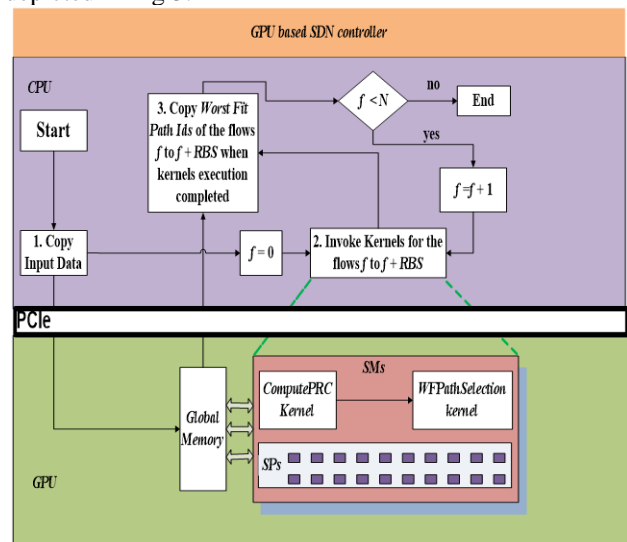 GPU based SDN controller
CPU
Start
3. Copy Worst Fit
Path Ids of the flows
f to f + RBS when
kernels execution
completed
f < N
no
End
yes
f =f + 1
1. Copy
Input Data
f = 0
2. Invoke Kernels for the
flows f to f + RBS
PCIe
SMs
ComputePRC
Kernel
WFPathSelection
kernel
Global
Memory
SPs
GPU